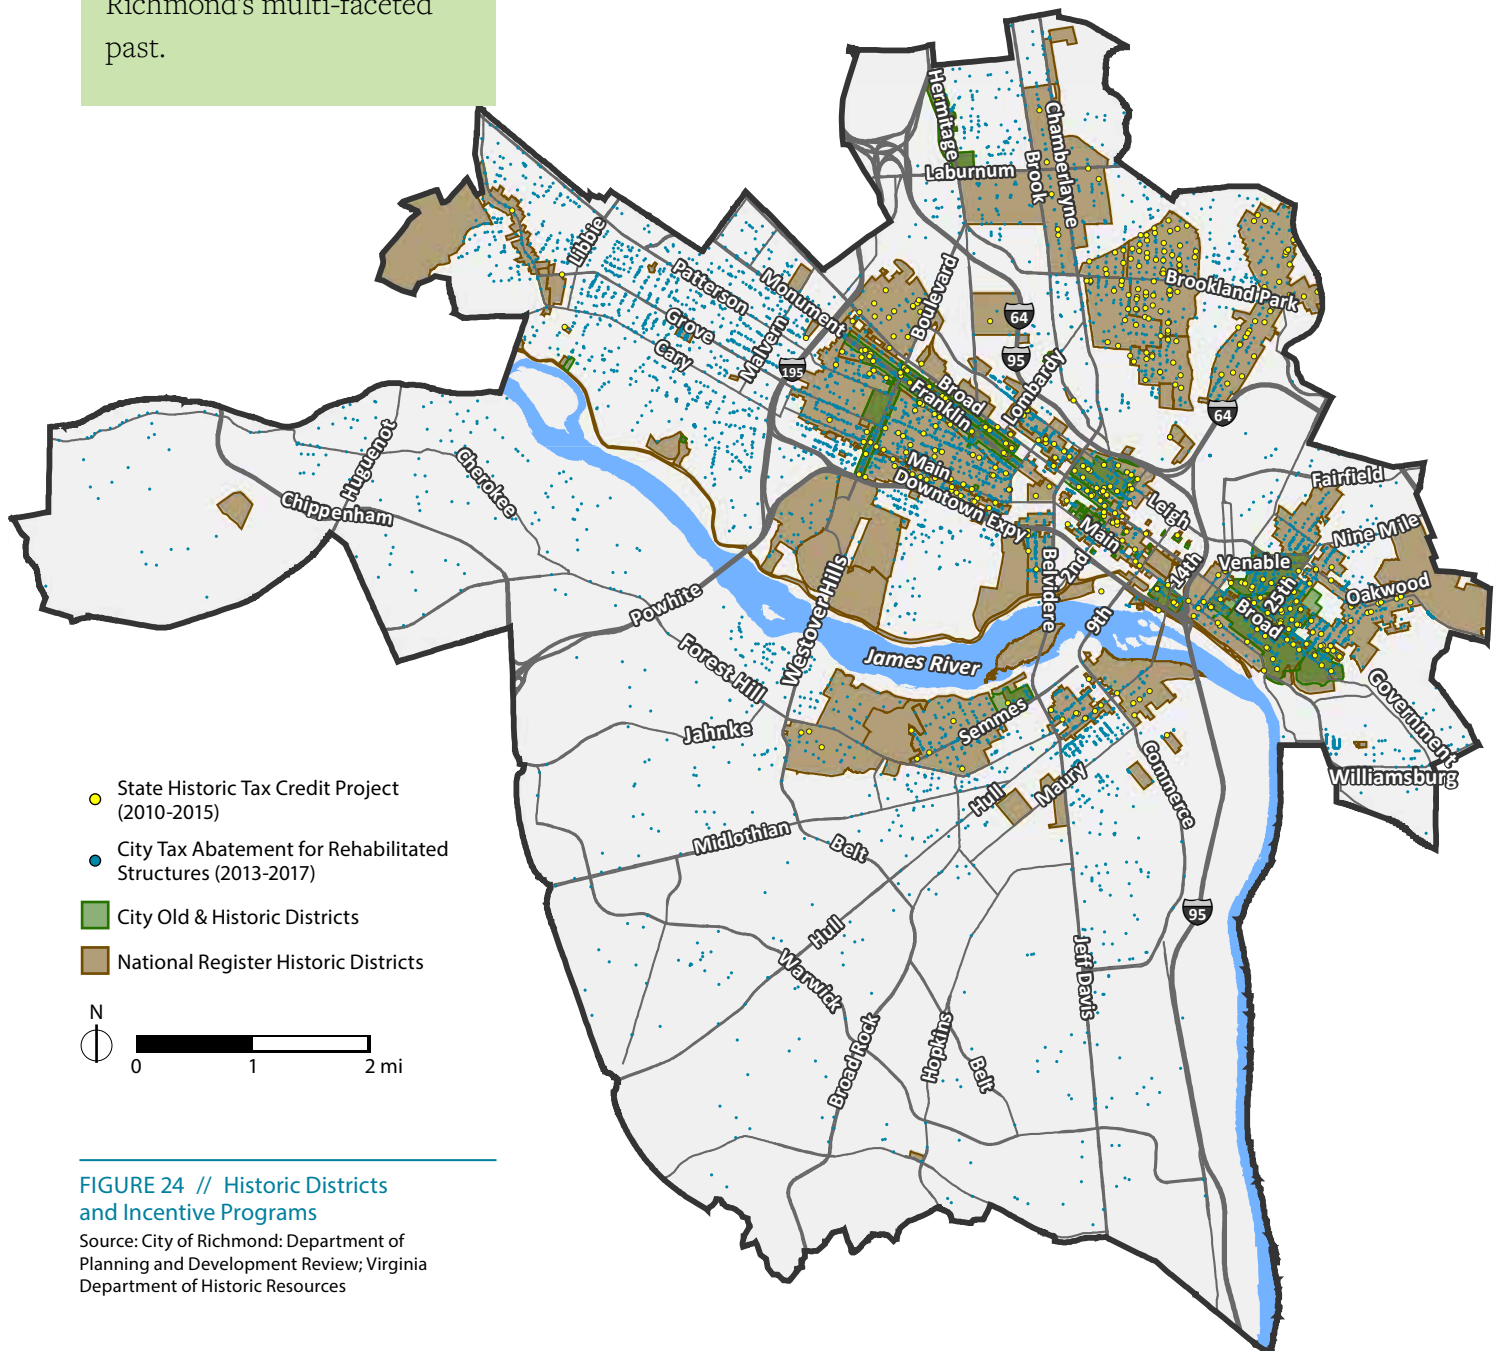 Richmond's multi-faceted
past.
Hermitage
Chamberlayne
Brook
Laburnum
Libbie
Patterson
Monument
Boulevard
Brookland Park
Grove
Malvern
Cary
64
95
195
Lombardy
Broad
Franklin
64
Huguenot
Cherokee
Chippenham
Main
Downtown Expy
Leigh
Fairfield
Nine Mile
Main
2nd
14th
Venable
25th
Broad
Oakwood
Belvidere
9th
Powhite
Westover Hills
James River
Forest Hill
Semmes
Government
Jahnke
Commerce
Williamsburg
Maury
Hull
Midlothian
Belt
Hull
Warwick
95
Jeff Davis
Broad Rock
Hopkins
Belt
State Historic Tax Credit Project
(2010-2015)
City Tax Abatement for Rehabilitated
Structures (2013-2017)
City Old & Historic Districts
National Register Historic Districts
N
0 1 2 mi
FIGURE 24 // Historic Districts
and Incentive Programs
Source: City of Richmond: Department of
Planning and Development Review; Virginia
Department of Historic Resources